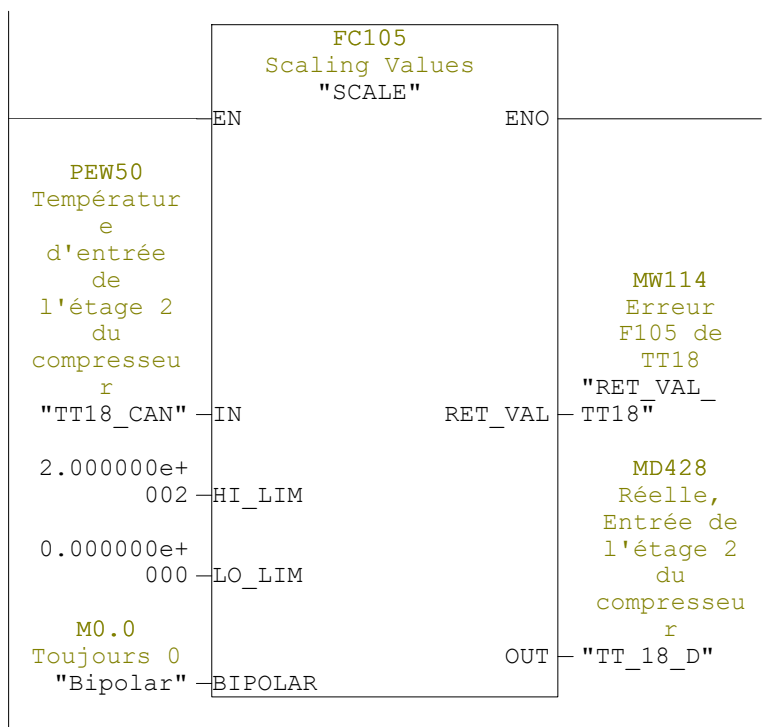 FC105
Scaling Values
"SCALE"
EN
ENO
PEW50
Températur
e
d'entrée
de
l'étage 2
du
compresseu
r
"TT18_CAN"
IN
MW114
Erreur
F105 de
TT18
"RET_VAL_
RET_VAL
TT18"
2.000000e+
002
HI_LIM
0.000000e+
000
LO_LIM
M0.0
Toujours 0
"Bipolar"
BIPOLAR
MD428
Réelle,
Entrée de
l'étage 2
du
compresseu
r
OUT
"TT_18_D"